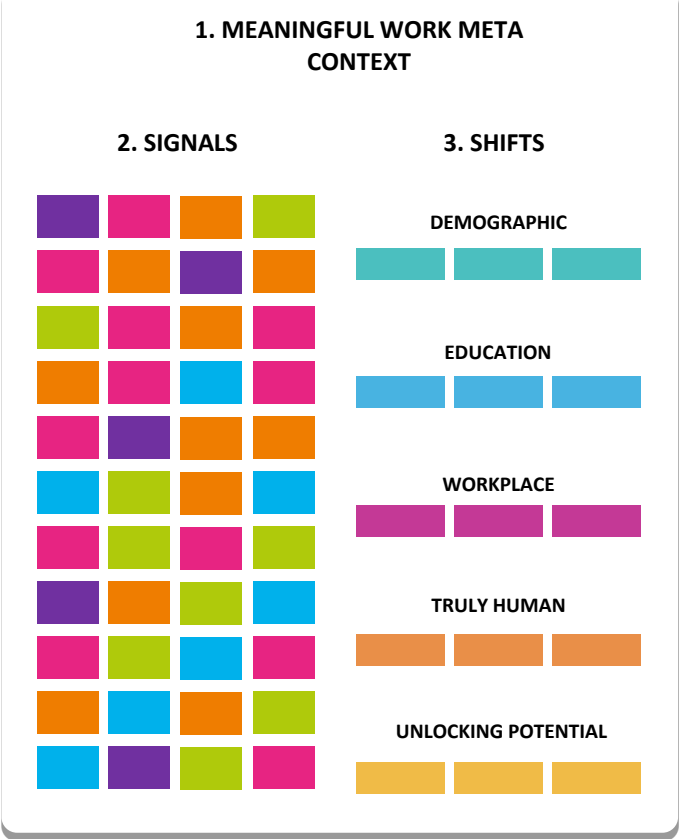 1. MEANINGFUL WORK META
CONTEXT
2. SIGNALS
3. SHIFTS
DEMOGRAPHIC
EDUCATION
WORKPLACE
TRULY HUMAN
UNLOCKING POTENTIAL